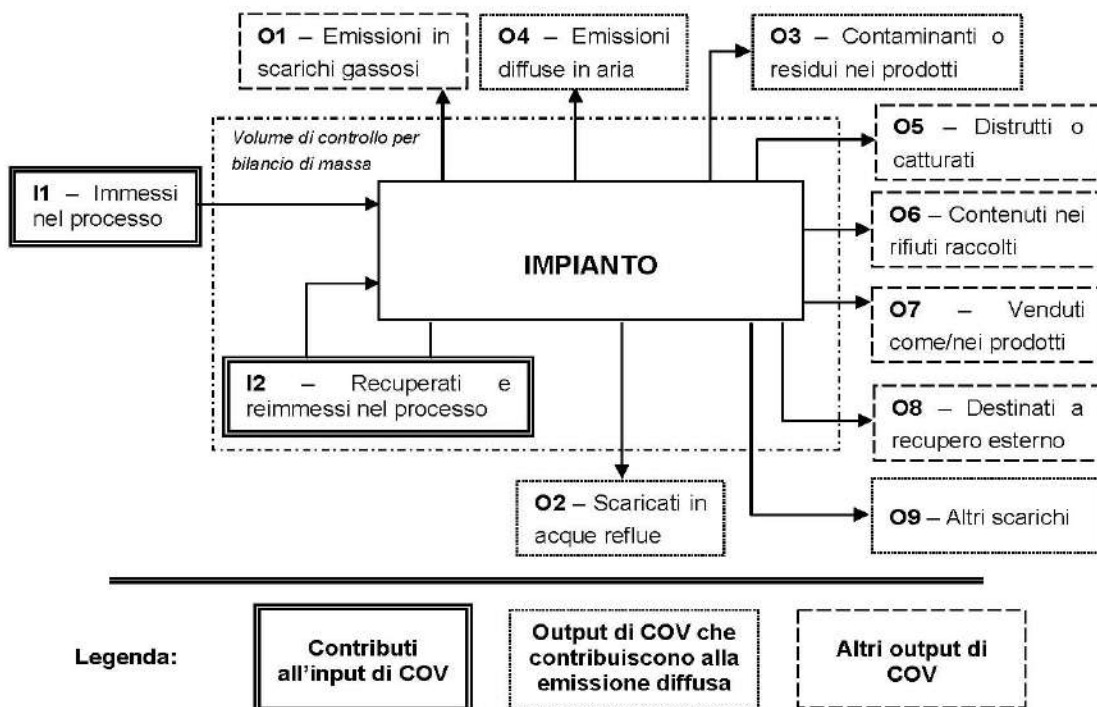 O1 – Emissioni in
scarichi gassosi
O4 – Emissioni
diffuse in aria
O3 – Contaminanti o
residui nei prodotti
Volume di controllo per
bilancio di massa
O5 – Distrutti o
catturati
I1 – Immessi
nel processo
O6 – Contenuti nei
rifiuti raccolti
IMPIANTO
O7 – Venduti
come/nei prodotti
I2 – Recuperati e
reimmessi nel processo
O8 – Destinati a
recupero esterno
O2 – Scaricati in
acque reflue
O9 – Altri scarichi
Legenda:
Contributi
all'input di COV
Output di COV che
contribuiscono alla
emissione diffusa
Altri output di
COV